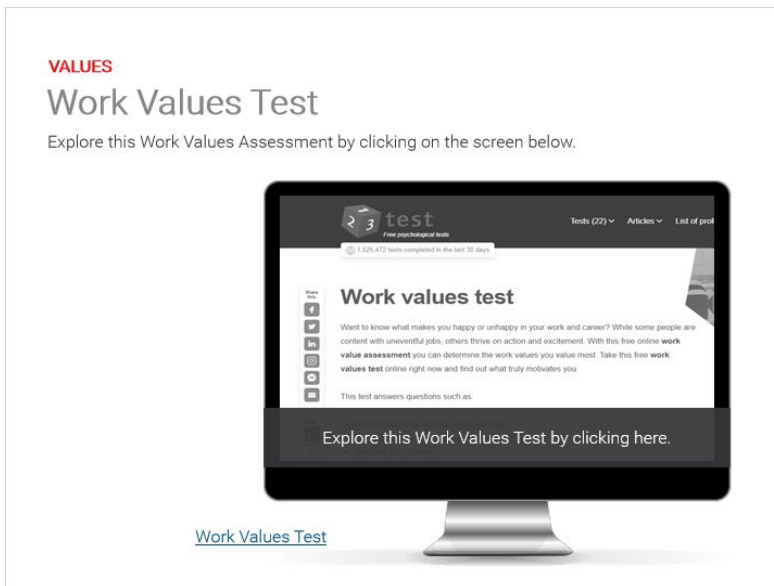 VALUES
Work Values Test
Explore this Work Values Assessment by clicking on the screen below.
123 test
Free psychological tests
Tests (22)
Articles
List of prof
1,525,472 tests completed in the last 30 days
Share this
Work values test
Want to know what makes you happy or unhappy in your work and career? While some people are
content with uneventful jobs, others thrive on action and excitement. With this free online work
value assessment you can determine the work values you value most. Take this free work
values test online right now and find out what truly motivates you.
This test answers questions such as:
Explore this Work Values Test by clicking here.
Work Values Test